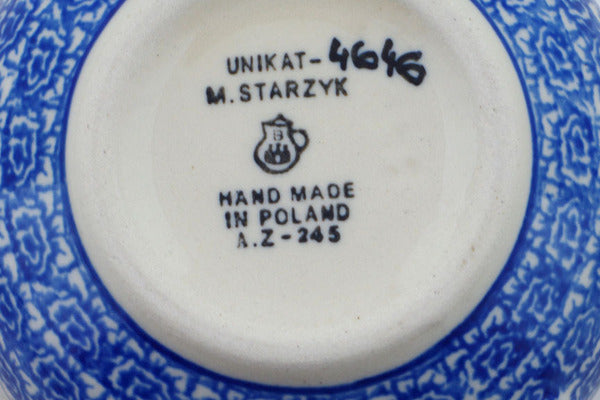 UNIKAT-4646
M. STARZYK
B
HAND MADE
IN POLAND
A.Z-245